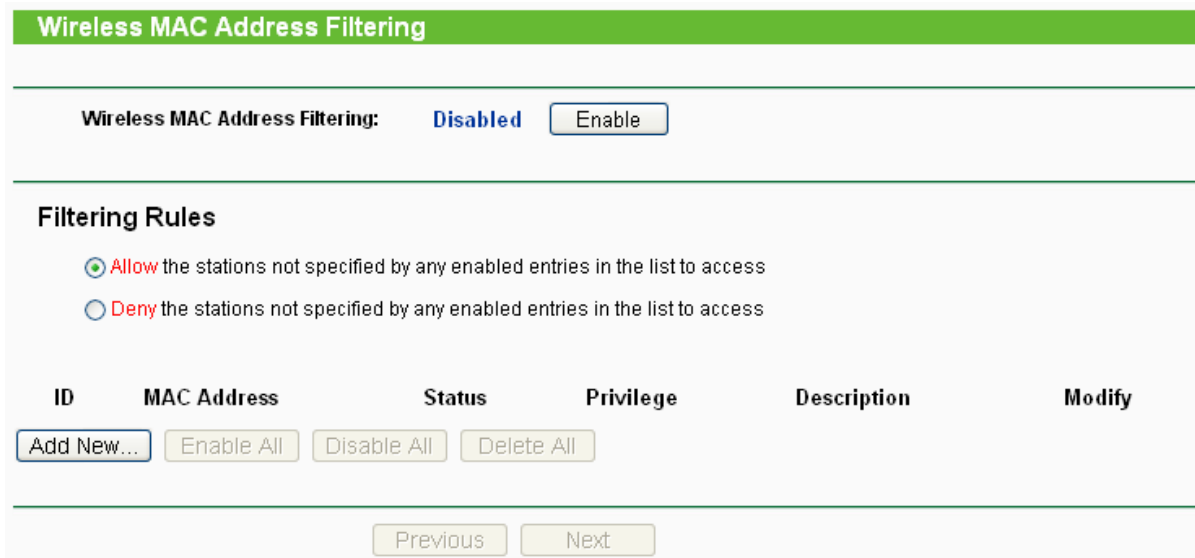 Wireless MAC Address Filtering
Wireless MAC Address Filtering: Disabled Enable
Filtering Rules
Allow the stations not specified by any enabled entries in the list to access
Deny the stations not specified by any enabled entries in the list to access
ID MAC Address Status Privilege Description Modify
Add New... Enable All Disable All Delete All
Previous Next